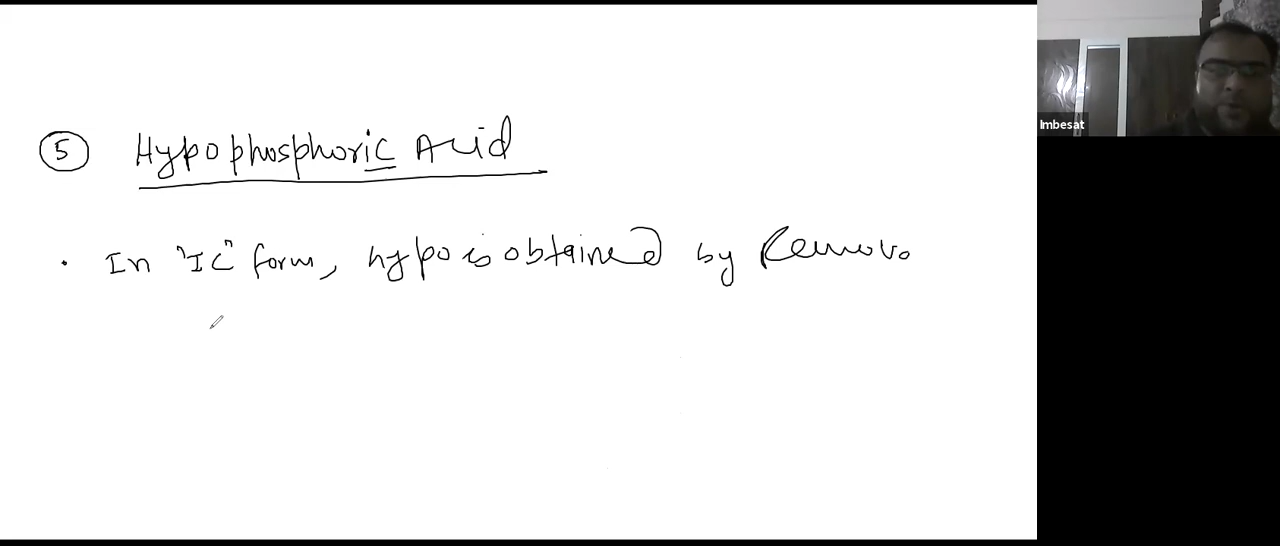 5 Hypophosphoric Acid
Imbesat
• In "IC" form, hypo is obtained by Remova